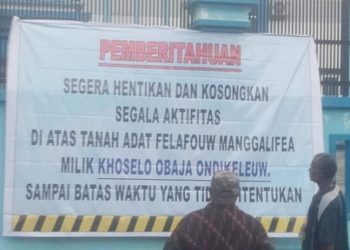 PEMBERITAHUAN
SEGERA HENTIKAN DAN KOSONGKAN
SEGALA AKTIFITAS
DI ATAS TANAH ADAT FELAFOUW MANGGALIFEA
MILIK KHOSELO OBAJA ONDIKELEUW.
SAMPAI BATAS WAKTU YANG TIDAK DITENTUKAN